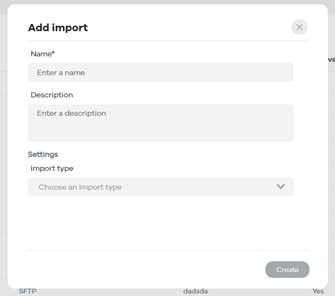 Add import
Name*
Enter a name
Description
Enter a description
Settings
Import type
Choose an import type
Create
SFTP dadsda Yes